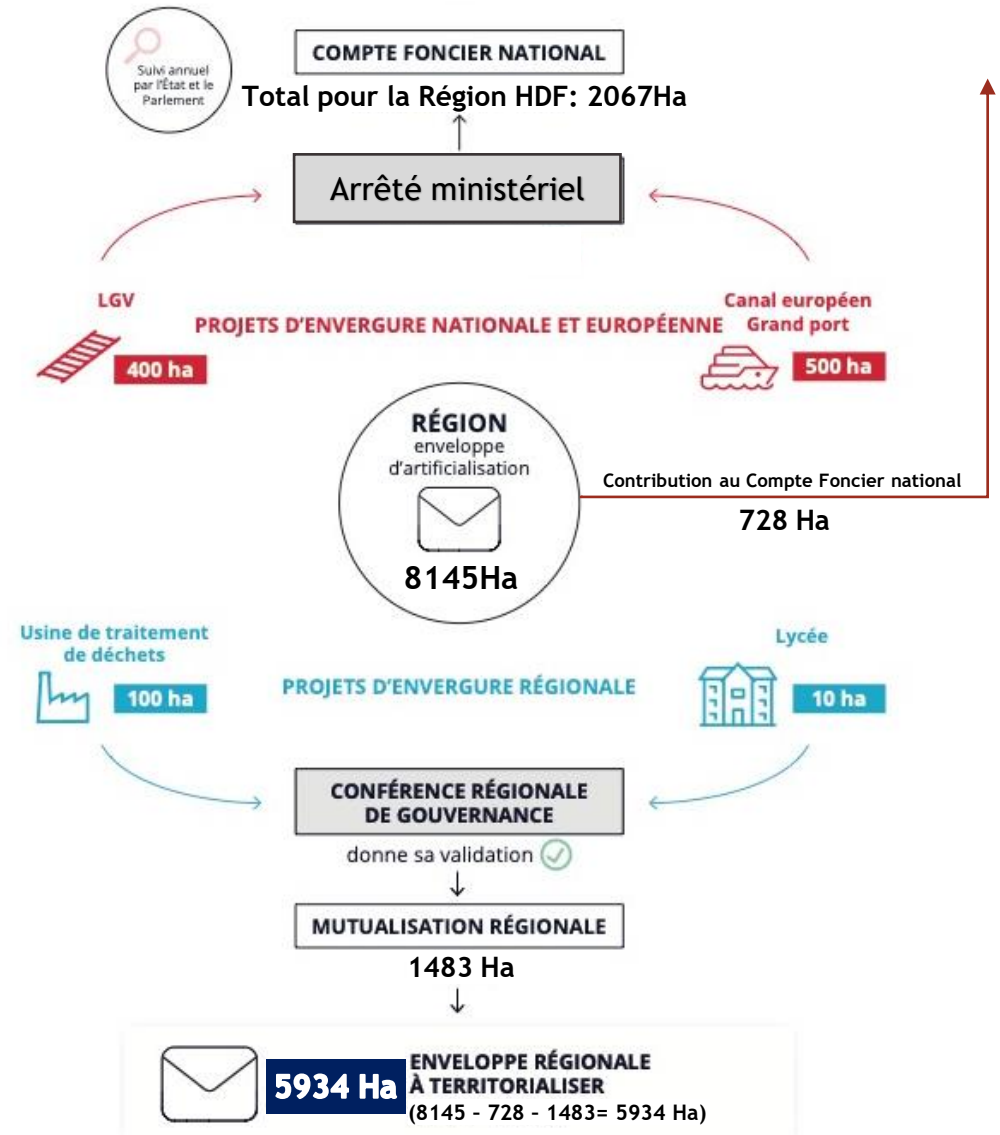 Suivi annuel
par l'État et le
Parlement
COMPTE FONCIER NATIONAL
Total pour la Région HDF: 2067Ha
Arrêté ministériel
LGV
400 ha
PROJETS D'ENVERGURE NATIONALE ET EUROPÉENNE
Canal européen
Grand port
500 ha
RÉGION
enveloppe
d'artificialisation
8145Ha
Contribution au Compte Foncier national
728 Ha
Usine de traitement
de déchets
100 ha
PROJETS D'ENVERGURE RÉGIONALE
Lycée
10 ha
CONFÉRENCE RÉGIONALE
DE GOUVERNANCE
donne sa validation
MUTUALISATION RÉGIONALE
1483 Ha
5934 Ha
ENVELOPPE RÉGIONALE
À TERRITORIALISER
(8145 - 728 - 1483= 5934 Ha)